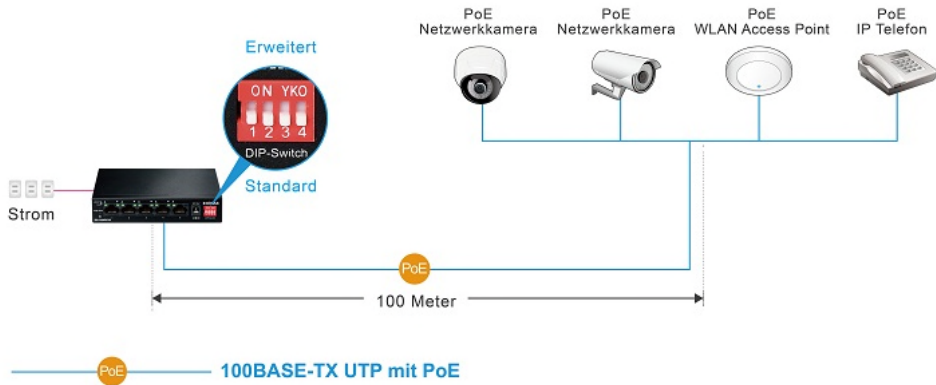 PoE
Netzwerkkamera
PoE
Netzwerkkamera
PoE
WLAN Access Point
PoE
IP Telefon
Erweitert
ON YKO
1 2 3 4
DIP-Switch
Standard
Strom
PoE
100 Meter
PoE
100BASE-TX UTP mit PoE